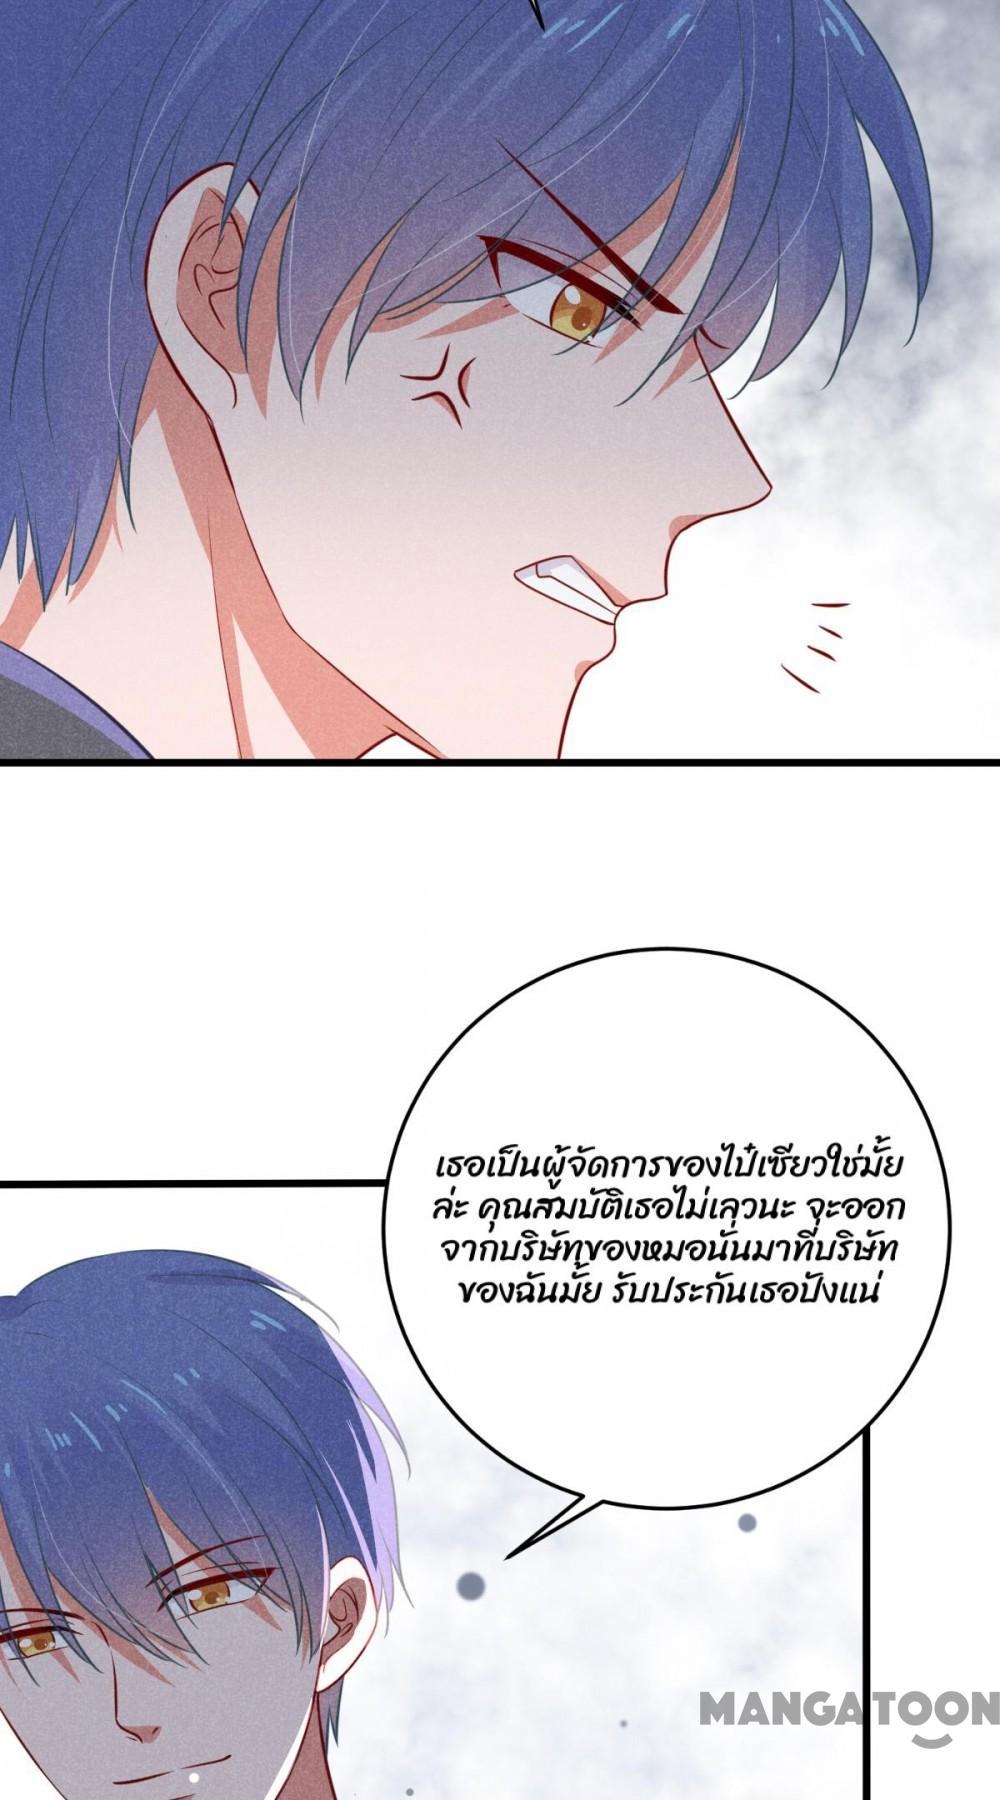 เธอเป็นผู้จัดการของไป๋เซียวใช่มั้ย
ล่ะ คุณสมบัติเธอไม่เลวนะ จะออก
จากบริษัทของหมอนั่นมาที่บริษัท
ของฉันมั้ย รับประกันเธอปังแน่
MANGATOON